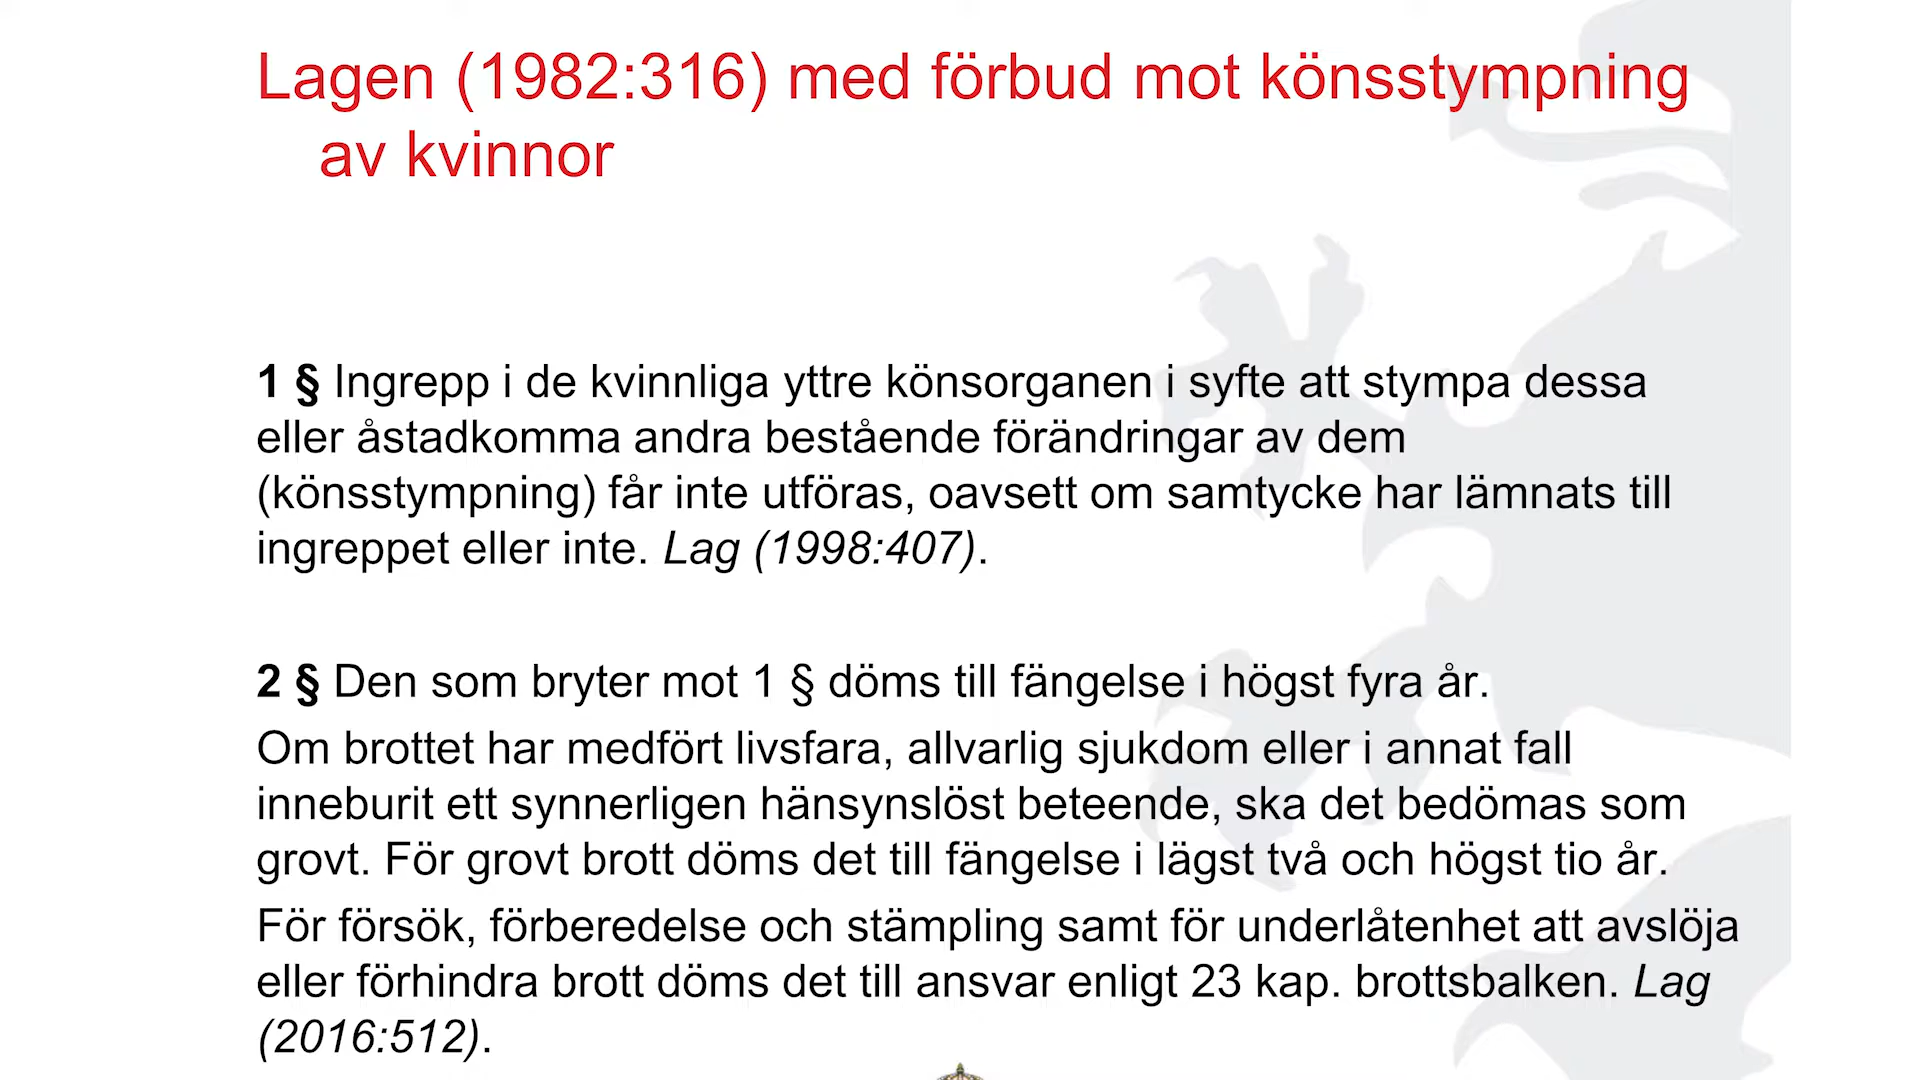 Lagen (1982:316) med förbud mot könsstympning
av kvinnor
1 § Ingrepp i de kvinnliga yttre könsorganen i syfte att stympa dessa
eller åstadkomma andra bestående förändringar av dem
(könsstympning) får inte utföras, oavsett om samtycke har lämnats till
ingreppet eller inte. Lag (1998:407).
2 § Den som bryter mot 1 § döms till fängelse i högst fyra år.
Om brottet har medfört livsfara, allvarlig sjukdom eller i annat fall
inneburit ett synnerligen hänsynslöst beteende, ska det bedömas som
grovt. För grovt brott döms det till fängelse i lägst två och högst tio år.
För försök, förberedelse och stämpling samt för underlåtenhet att avslöja
eller förhindra brott döms det till ansvar enligt 23 kap. brottsbalken. Lag
(2016:512).